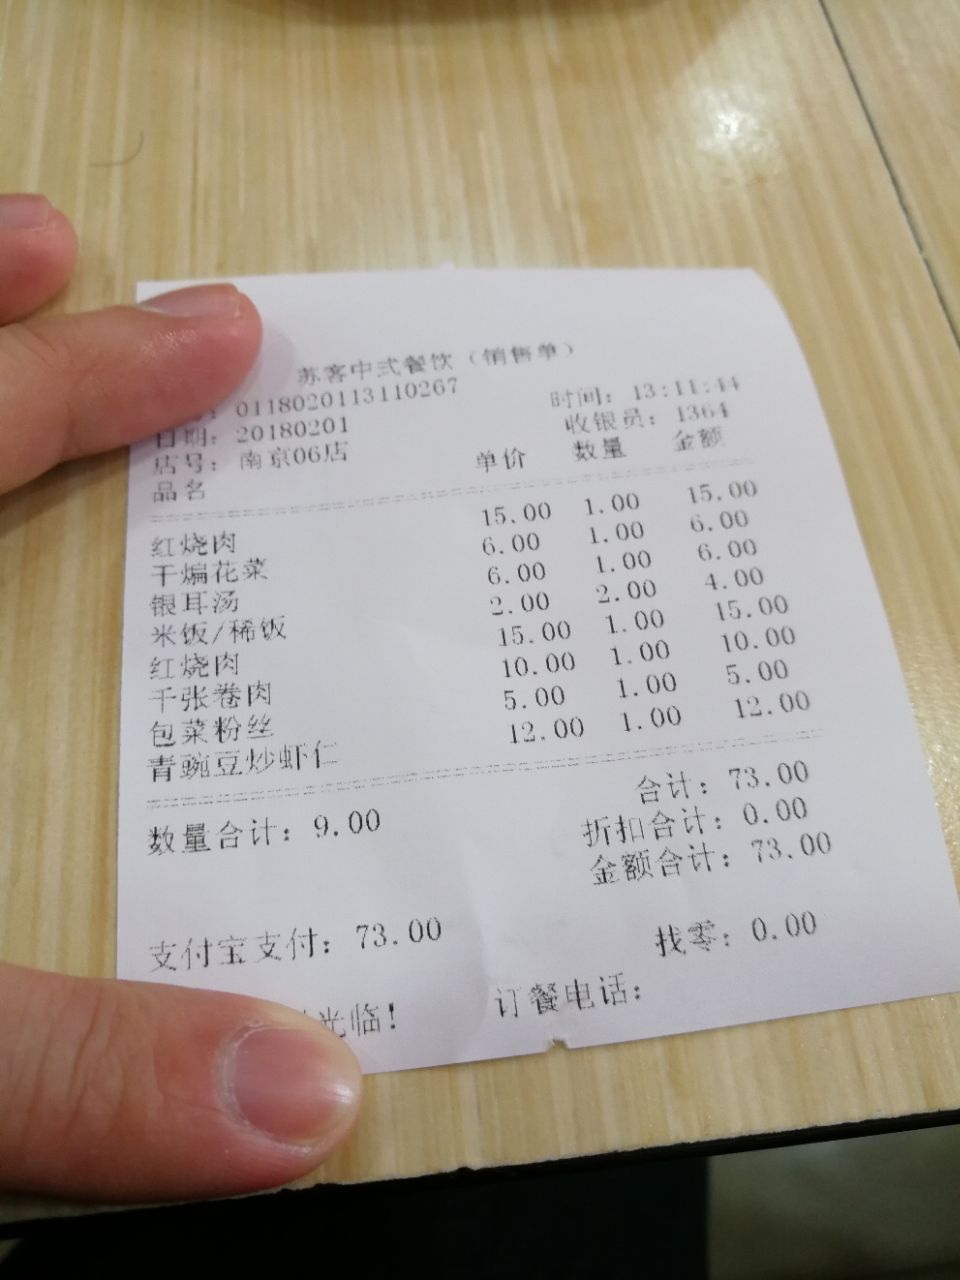 苏客中式餐饮（销售单）
：01180201131​10267 时间：13:11:44
日期：20180201 收银员：1364
店号：南京06店
品名 单价 数量 金额
红烧肉 15.00 1.00 15.00
干煸花菜 6.00 1.00 6.00
银耳汤 6.00 1.00 6.00
米饭/稀饭 2.00 2.00 4.00
红烧肉 15.00 1.00 15.00
千张卷肉 10.00 1.00 10.00
包菜粉丝 5.00 1.00 5.00
青豌豆炒虾仁 12.00 1.00 12.00
数量合计：9.00 合计：73.00
折扣合计：0.00
金额合计：73.00
支付宝支付：73.00 找零：0.00
光临！ 订餐电话：